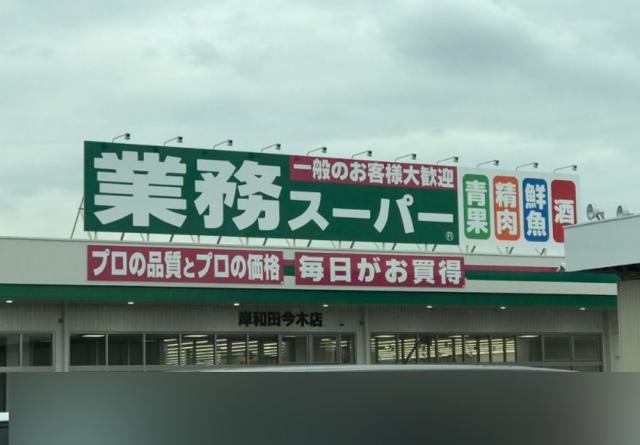 一般のお客様大歓迎
業務スーパー®
青果
精肉
鮮魚
酒
プロの品質とプロの価格
毎日がお買得
岸和田今木店